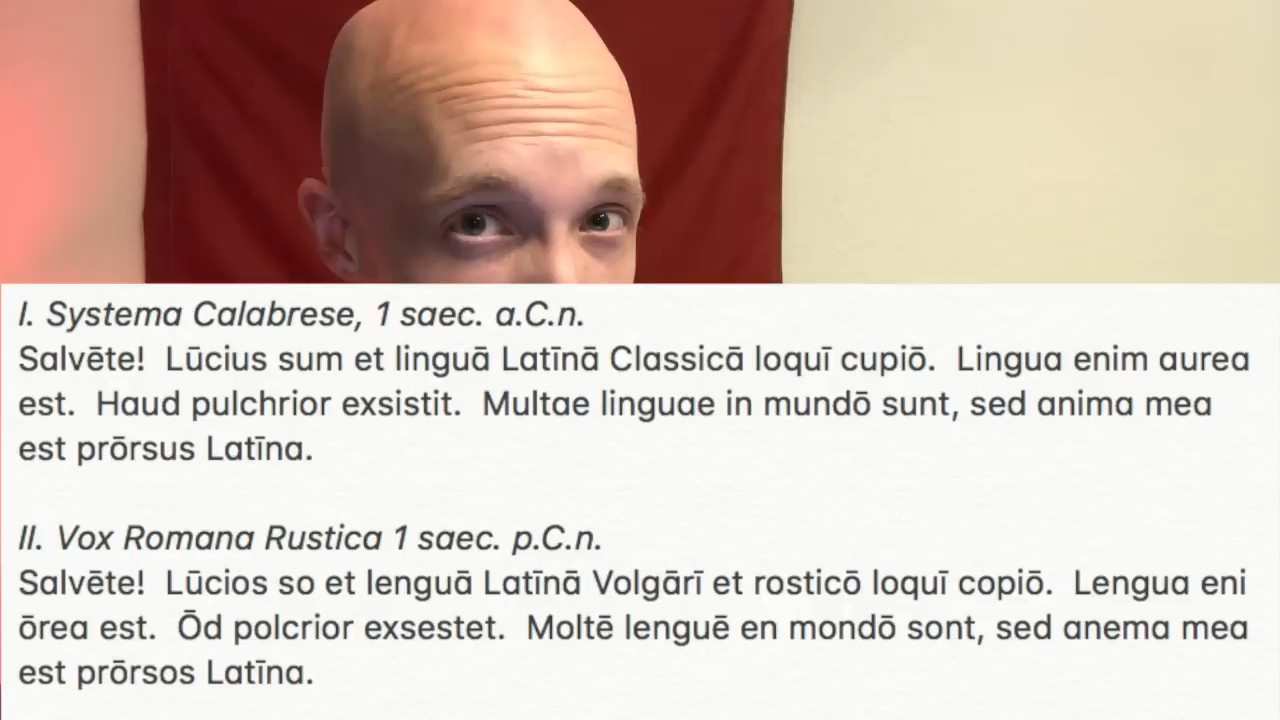 I. Systema Calabrese, 1 saec. a.C.n.
Salvēte! Lūcius sum et linguā Latīnā Classicā loquī cupiō. Lingua enim aurea
est. Haud pulchrior exsistit. Multae linguae in mundō sunt, sed anima mea
est prōrsus Latīna.
II. Vox Romana Rustica 1 saec. p.C.n.
Salvēte! Lūcios so et lenguā Latīnā Volgārī et rosticō loquī copiō. Lengua eni
ōrea est. Ōd polcrior exsestet. Moltē lenguē en mondō sont, sed anema mea
est prōrsos Latīna.